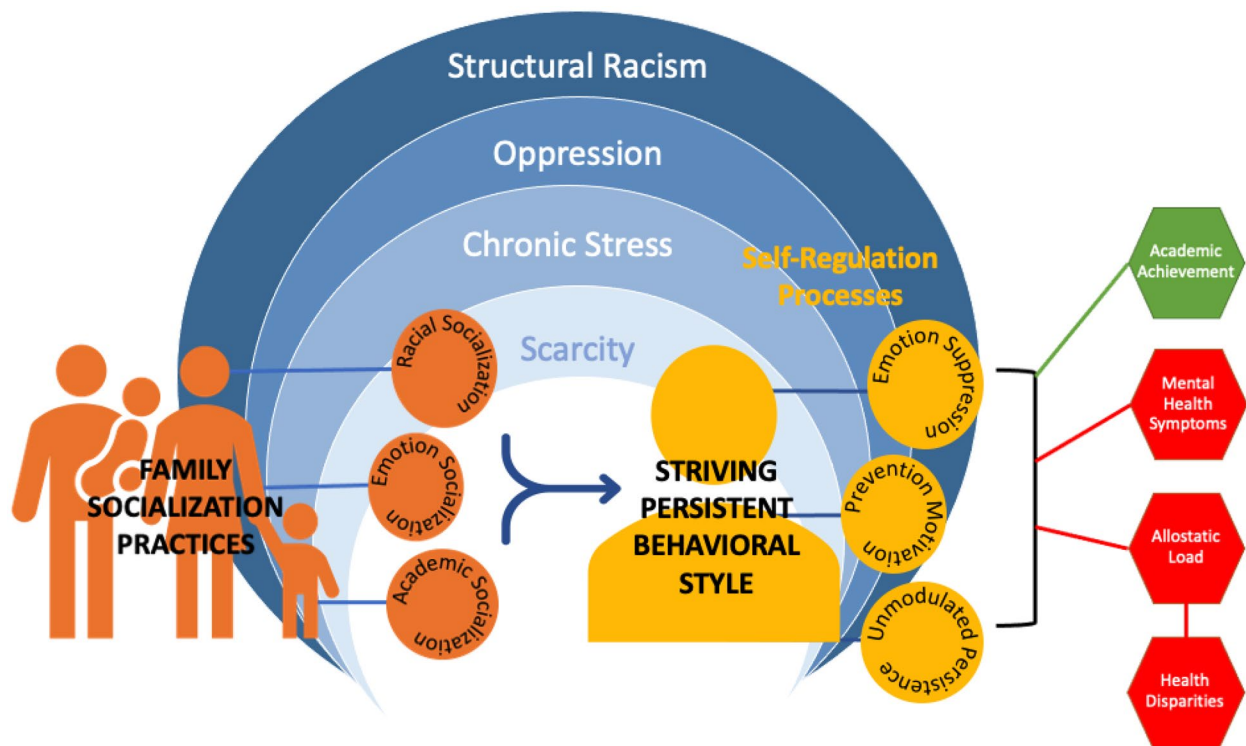 Structural Racism
Oppression
Chronic Stress
Scarcity
FAMILY
SOCIALIZATION
PRACTICES
Racial Socialization
Emotion Socialization
Academic Socialization
STRIVING
PERSISTENT
BEHAVIORAL
STYLE
Self-Regulation
Processes
Emotion Suppression
Prevention Motivation
Unmodulated Persistence
Academic
Achievement
Mental
Health
Symptoms
Allostatic
Load
Health
Disparities